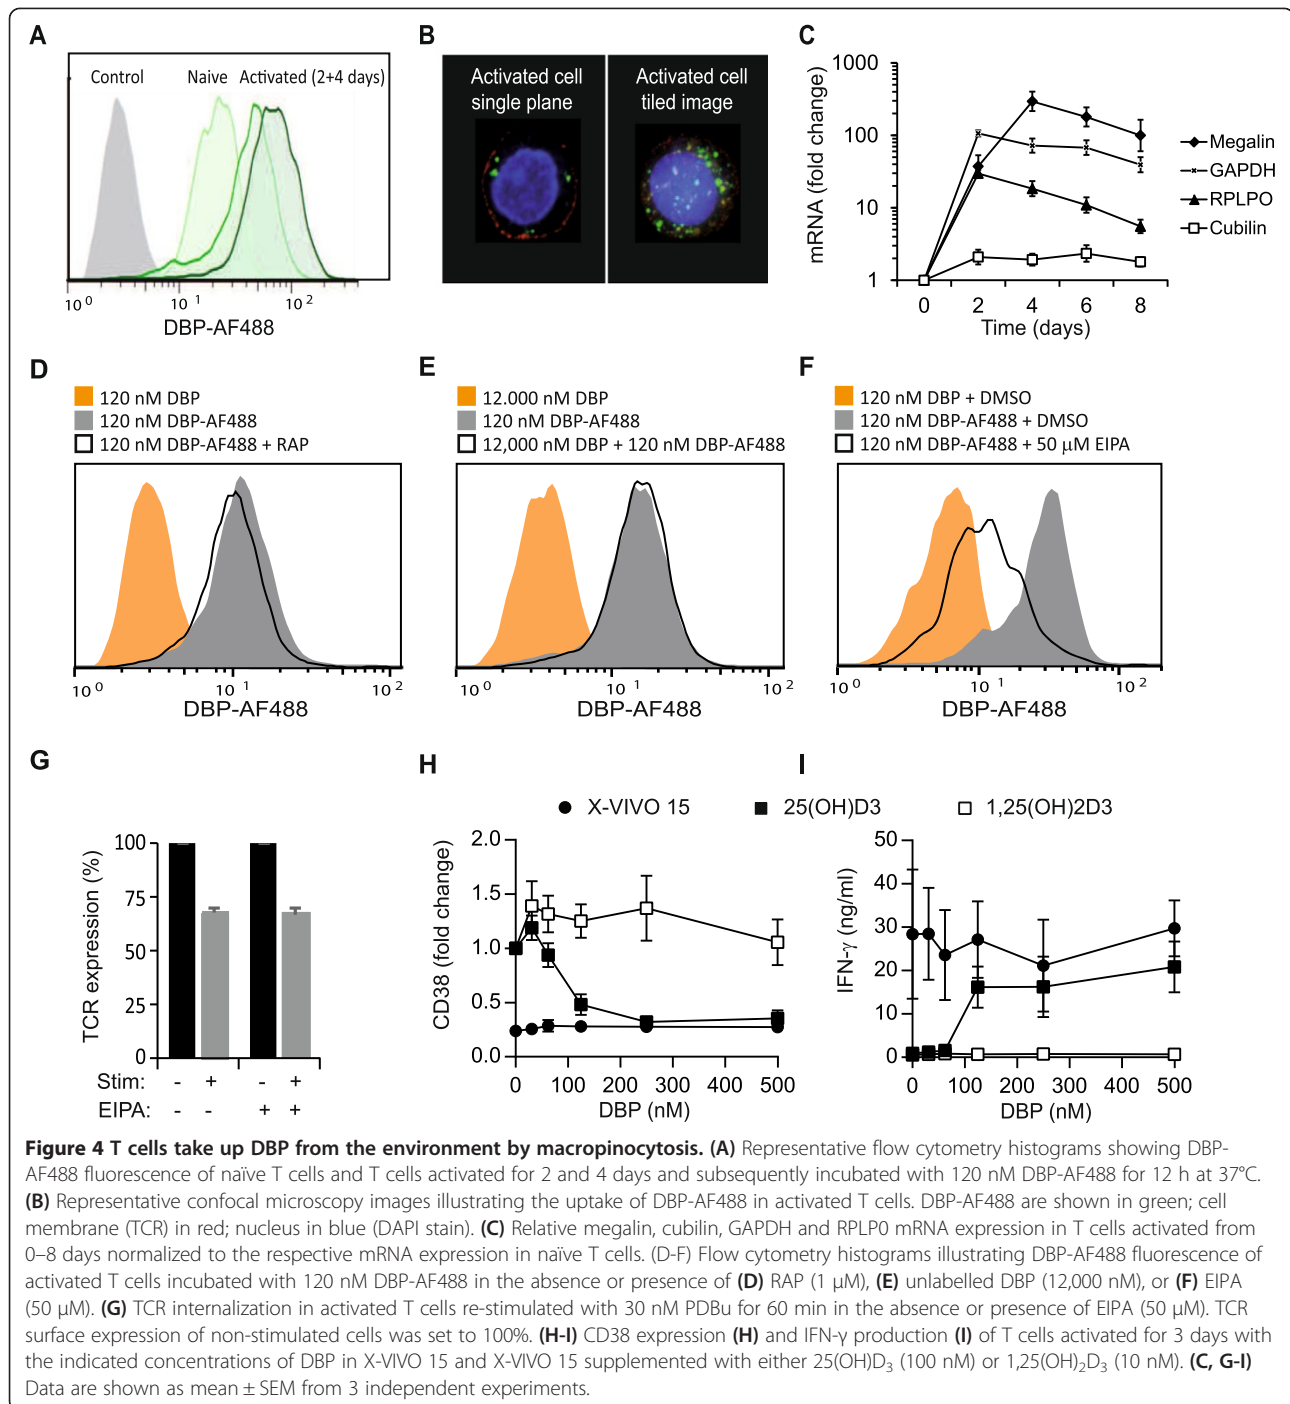 A
Control
Naive
Activated (2+4 days)
10 0
10 1
10 2
DBP-AF488
B
Activated cell
single plane
Activated cell
tiled image
C
mRNA (fold change)
1000
100
10
1
0
2
4
6
8
Time (days)
Megalin
GAPDH
RPLPO
Cubilin
D
120 nM DBP
120 nM DBP-AF488
120 nM DBP-AF488 + RAP
10 0
10 1
10 2
DBP-AF488
E
12.000 nM DBP
120 nM DBP-AF488
12,000 nM DBP + 120 nM DBP-AF488
10 0
10 1
10 2
DBP-AF488
F
120 nM DBP + DMSO
120 nM DBP-AF488 + DMSO
120 nM DBP-AF488 + 50 µM EIPA
10 0
10 1
10 2
DBP-AF488
G
TCR expression (%)
100
75
50
25
0
Stim: - + - +
EIPA: - - + +
H
I
X-VIVO 15
25(OH)D3
1,25(OH)2D3
CD38 (fold change)
2.0
1.5
1.0
0.5
0.0
0 100 200 300 400 500
DBP (nM)
IFN-γ (ng/ml)
50
40
30
20
10
0
0 100 200 300 400 500
DBP (nM)
Figure 4 T cells take up DBP from the environment by macropinocytosis. (A) Representative flow cytometry histograms showing DBP-
AF488 fluorescence of naïve T cells and T cells activated for 2 and 4 days and subsequently incubated with 120 nM DBP-AF488 for 12 h at 37°C.
(B) Representative confocal microscopy images illustrating the uptake of DBP-AF488 in activated T cells. DBP-AF488 are shown in green; cell
membrane (TCR) in red; nucleus in blue (DAPI stain). (C) Relative megalin, cubilin, GAPDH and RPLP0 mRNA expression in T cells activated from
0–8 days normalized to the respective mRNA expression in naïve T cells. (D-F) Flow cytometry histograms illustrating DBP-AF488 fluorescence of
activated T cells incubated with 120 nM DBP-AF488 in the absence or presence of (D) RAP (1 µM), (E) unlabelled DBP (12,000 nM), or (F) EIPA
(50 µM). (G) TCR internalization in activated T cells re-stimulated with 30 nM PDBu for 60 min in the absence or presence of EIPA (50 µM). TCR
surface expression of non-stimulated cells was set to 100%. (H-I) CD38 expression (H) and IFN-γ production (I) of T cells activated for 3 days with
the indicated concentrations of DBP in X-VIVO 15 and X-VIVO 15 supplemented with either 25(OH)D₃ (100 nM) or 1,25(OH)₂D₃ (10 nM). (C, G-I)
Data are shown as mean ± SEM from 3 independent experiments.